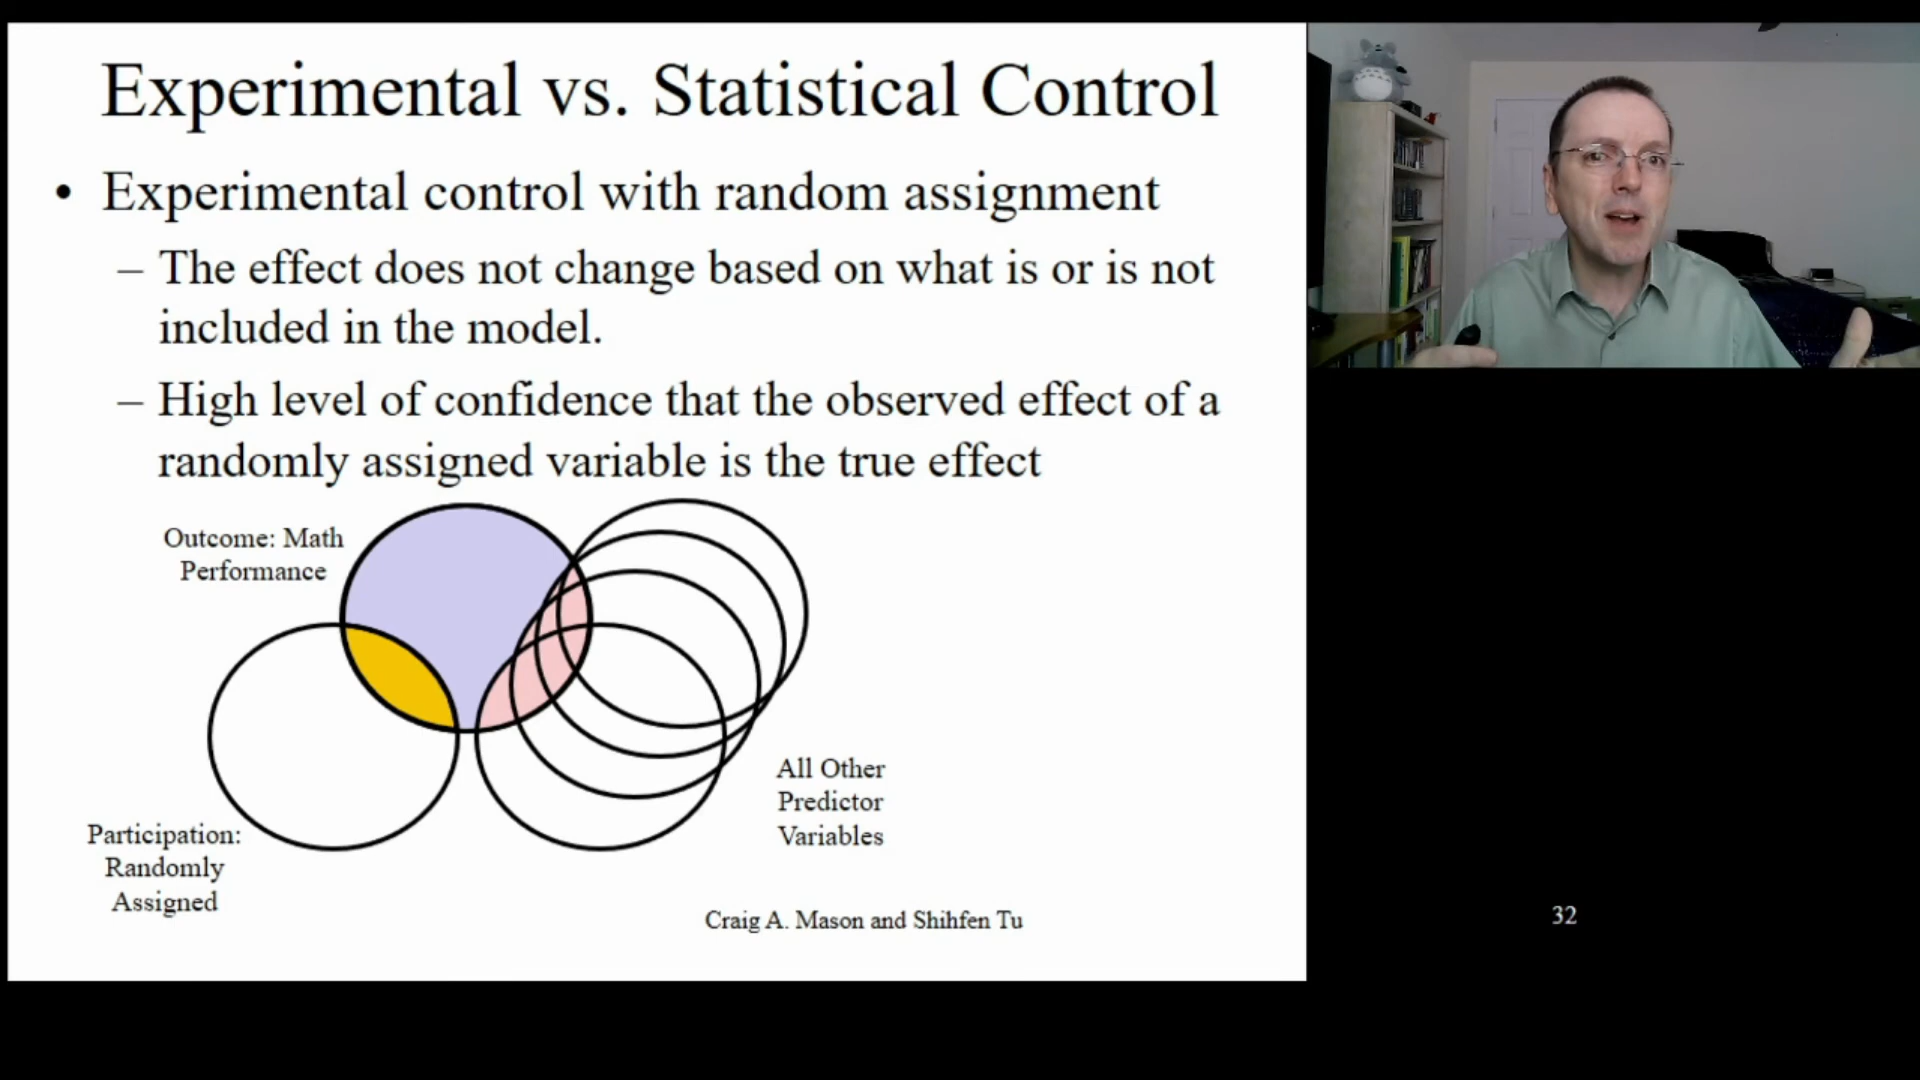 Experimental vs. Statistical Control
• Experimental control with random assignment
– The effect does not change based on what is or is not
included in the model.
– High level of confidence that the observed effect of a
randomly assigned variable is the true effect
Outcome: Math
Performance
All Other
Predictor
Variables
Participation:
Randomly
Assigned
Craig A. Mason and Shihfen Tu
32